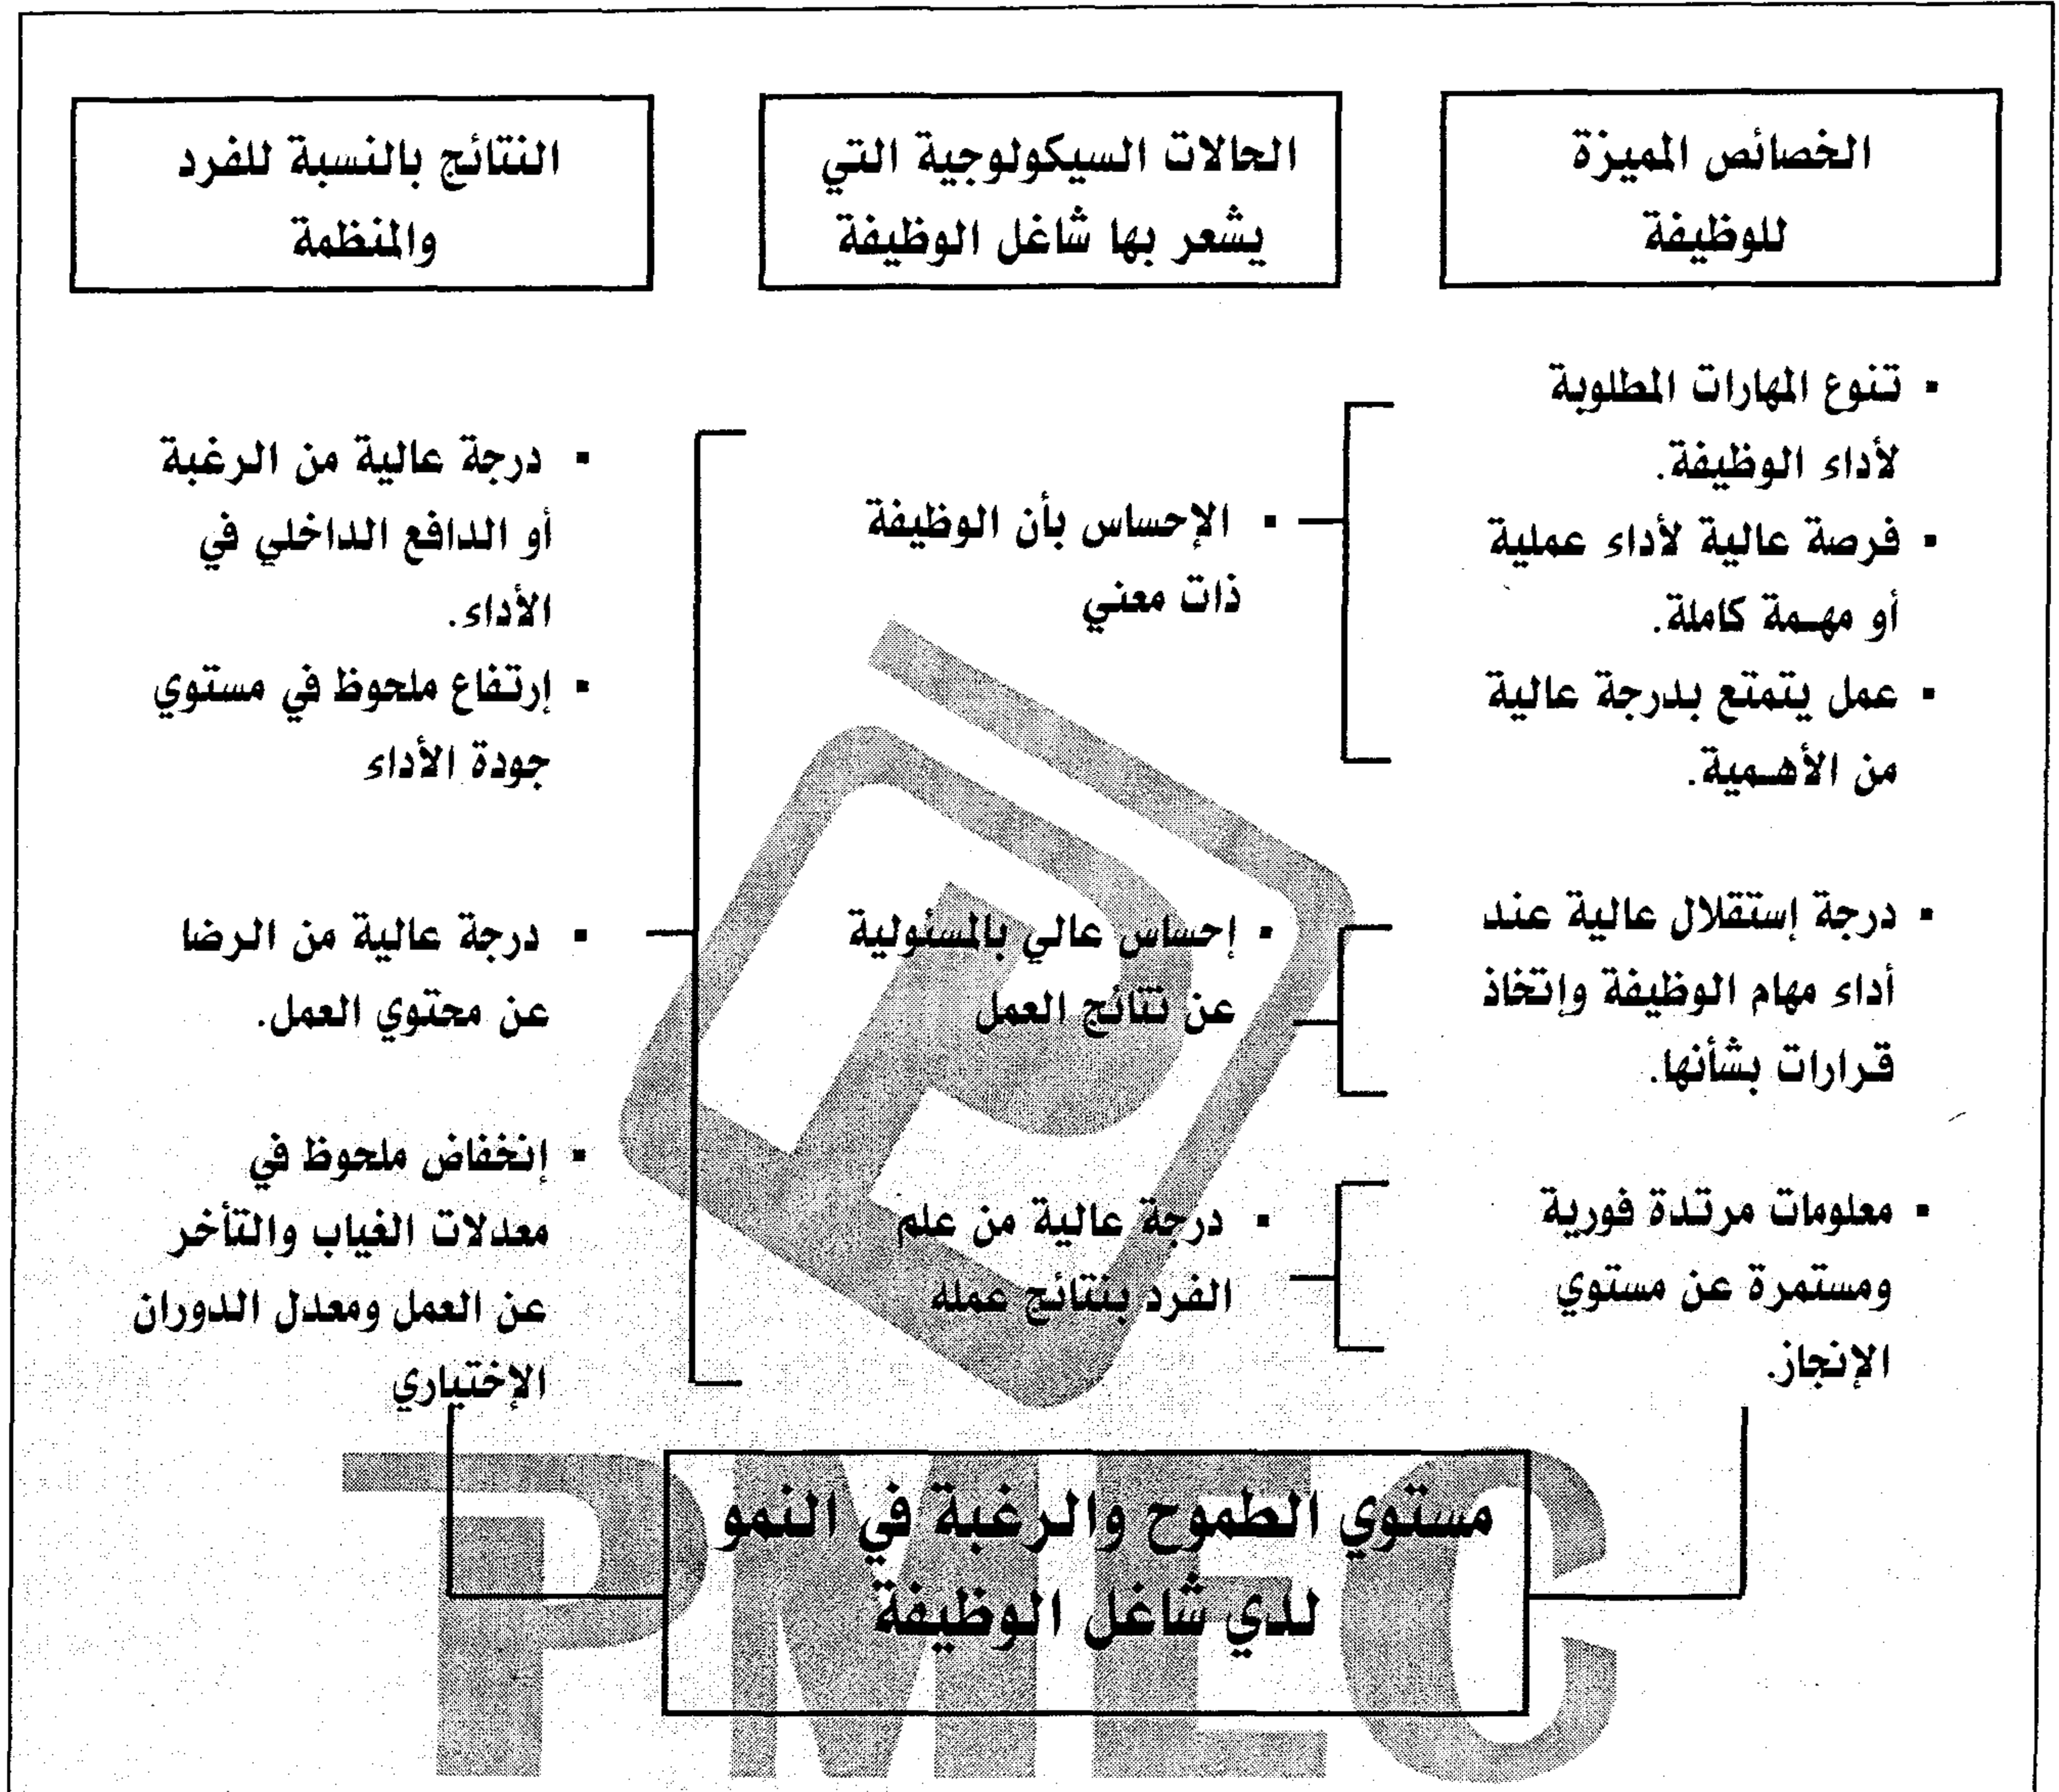 الخصائص المميزة
للوظيفة
الحالات السيكولوجية التي
يشعر بها شاغل الوظيفة
النتائج بالنسبة للفرد
والمنظمة
▪ تنوع المهارات المطلوبة
لأداء الوظيفة.
▪ فرصة عالية لأداء عملية
أو مهمة كاملة.
▪ عمل يتمتع بدرجة عالية
من الأهمية.
▪ درجة إستقلال عالية عند
أداء مهام الوظيفة وإتخاذ
قرارات بشأنها.
▪ معلومات مرتدة فورية
ومستمرة عن مستوي
الإنجاز.
▪ الإحساس بأن الوظيفة
ذات معني
▪ إحساس عالي بالمسئولية
عن نتائج العمل
▪ درجة عالية من علم
الفرد بنتائج عمله
▪ درجة عالية من الرغبة
أو الدافع الداخلي في
الأداء.
▪ إرتفاع ملحوظ في مستوي
جودة الأداء
▪ درجة عالية من الرضا
عن محتوي العمل.
▪ إنخفاض ملحوظ في
معدلات الغياب والتأخر
عن العمل ومعدل الدوران
الإختياري
مستوي الطموح والرغبة في النمو
لدي شاغل الوظيفة
PMEC